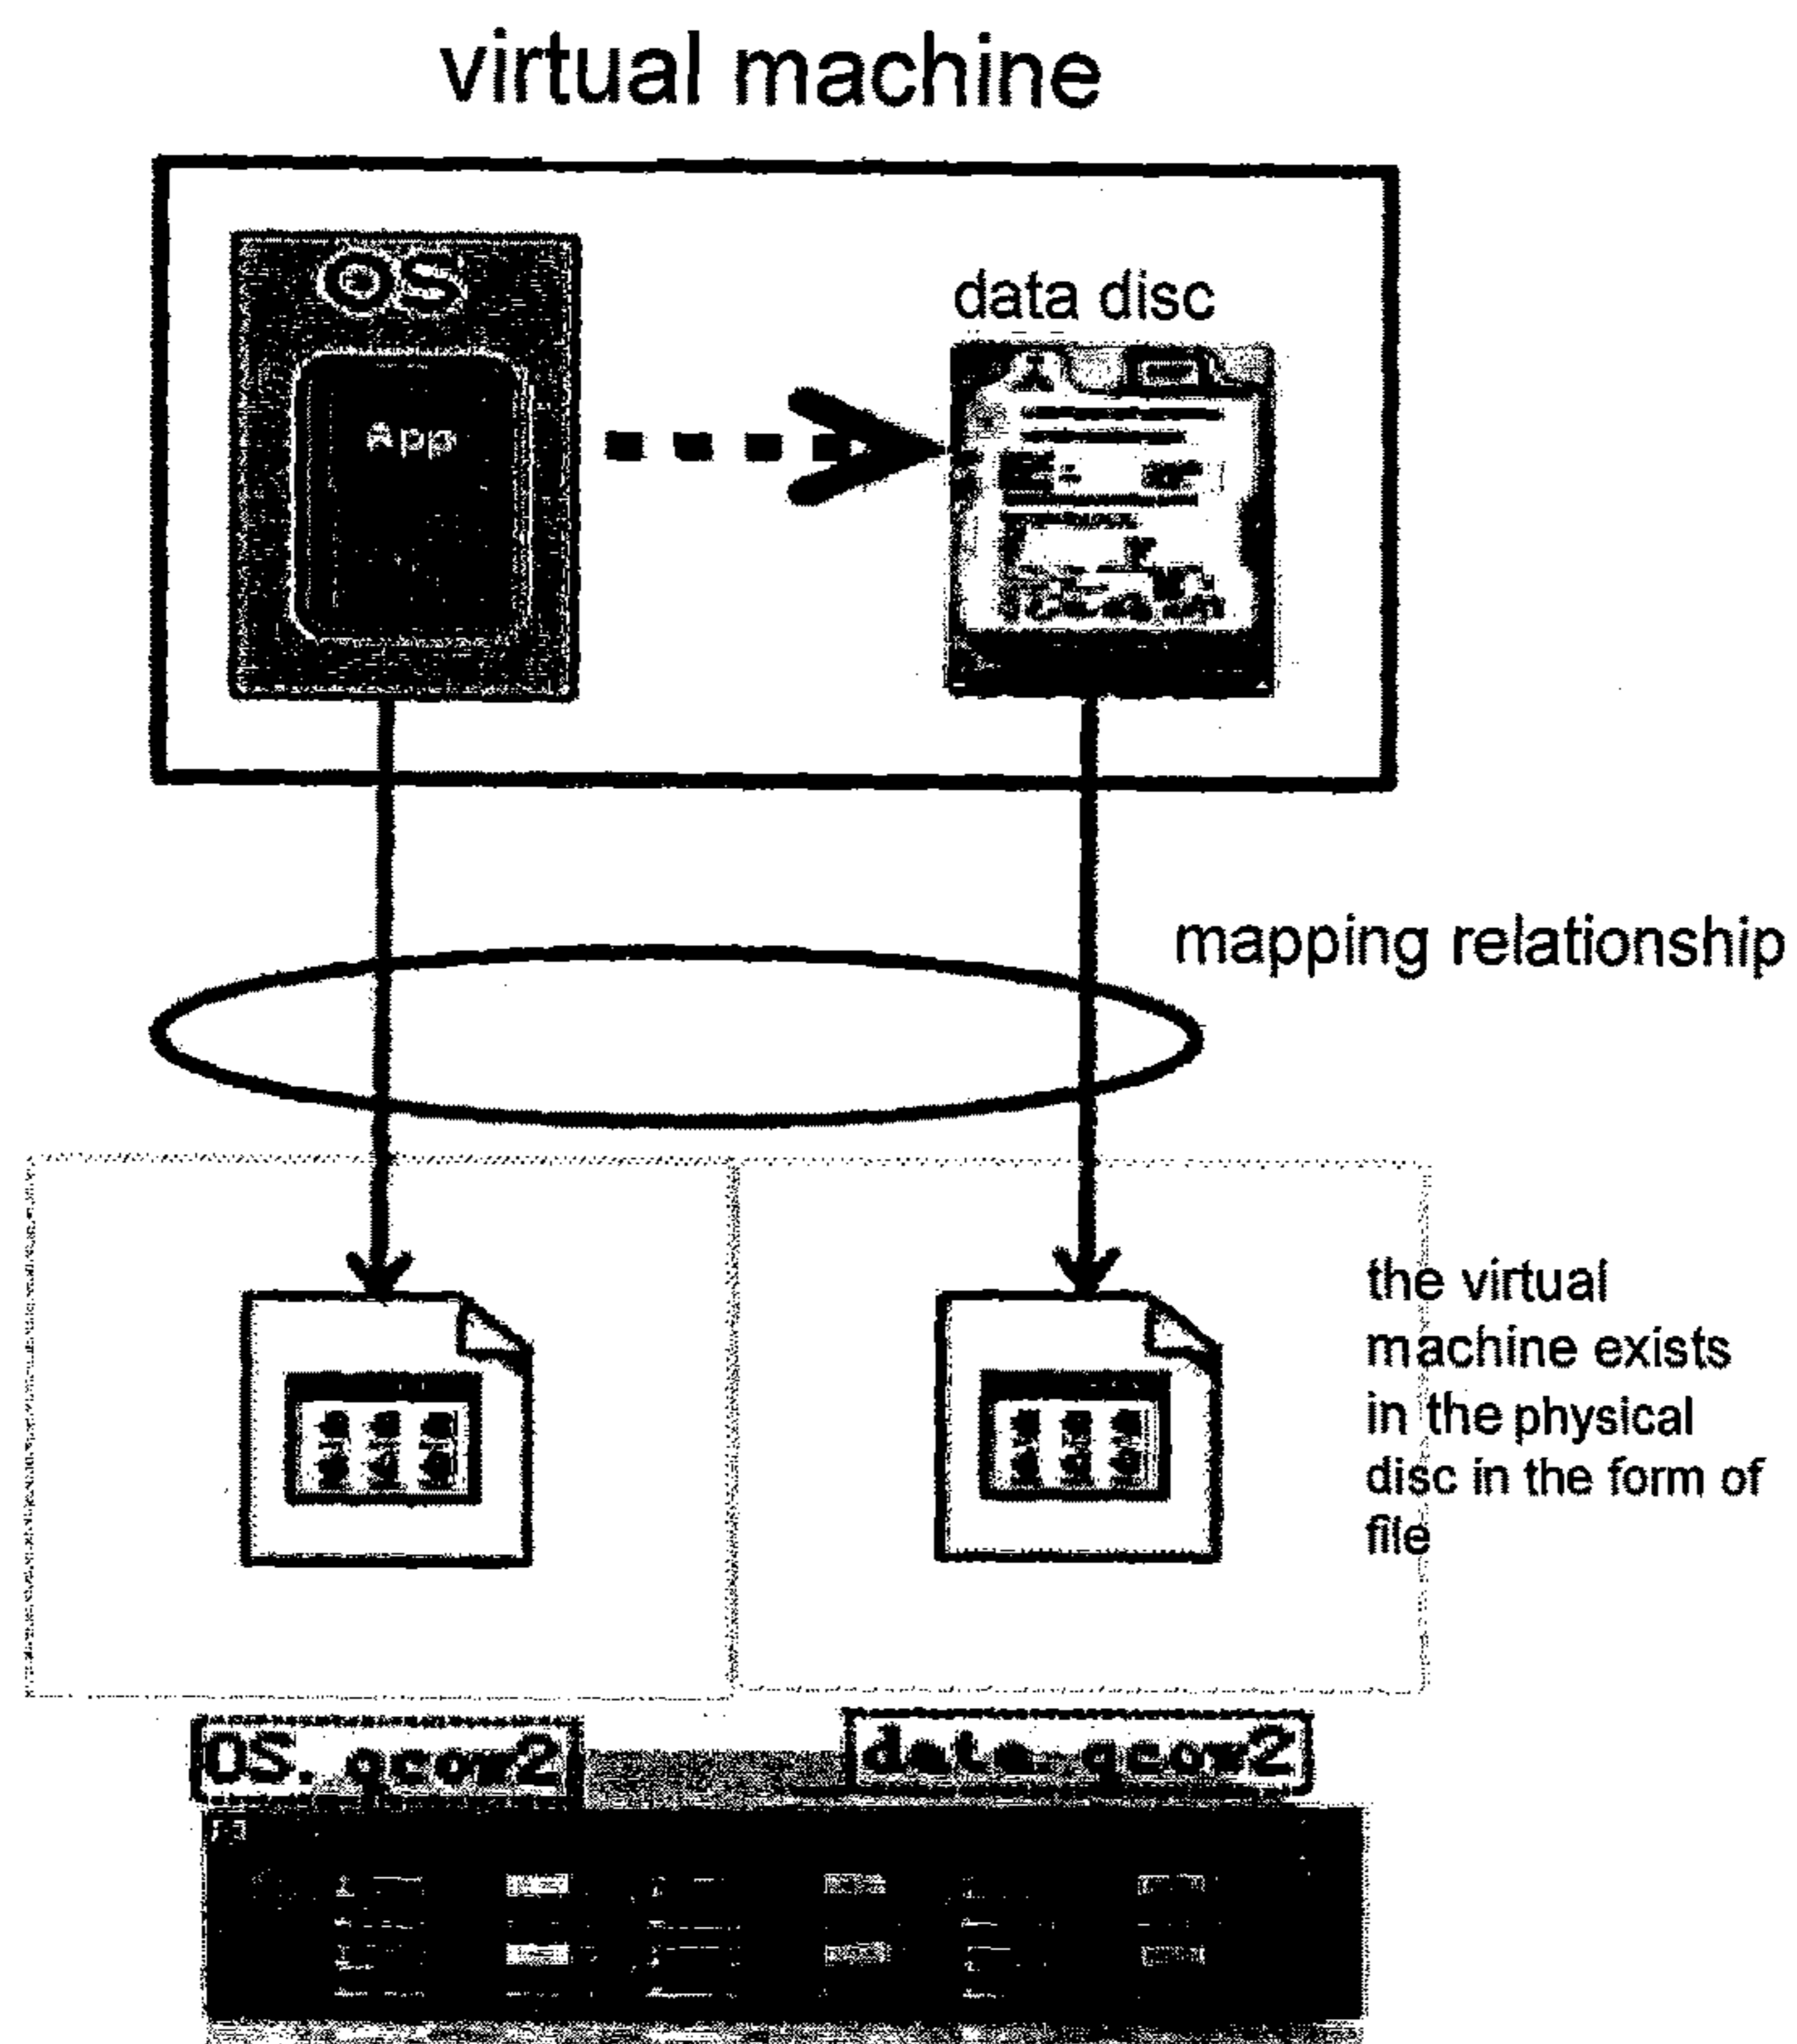 virtual machine
OS
data disc
App
mapping relationship
the virtual
machine exists
in the physical
disc in the form of
file
OS. qcow2
data. qcow2